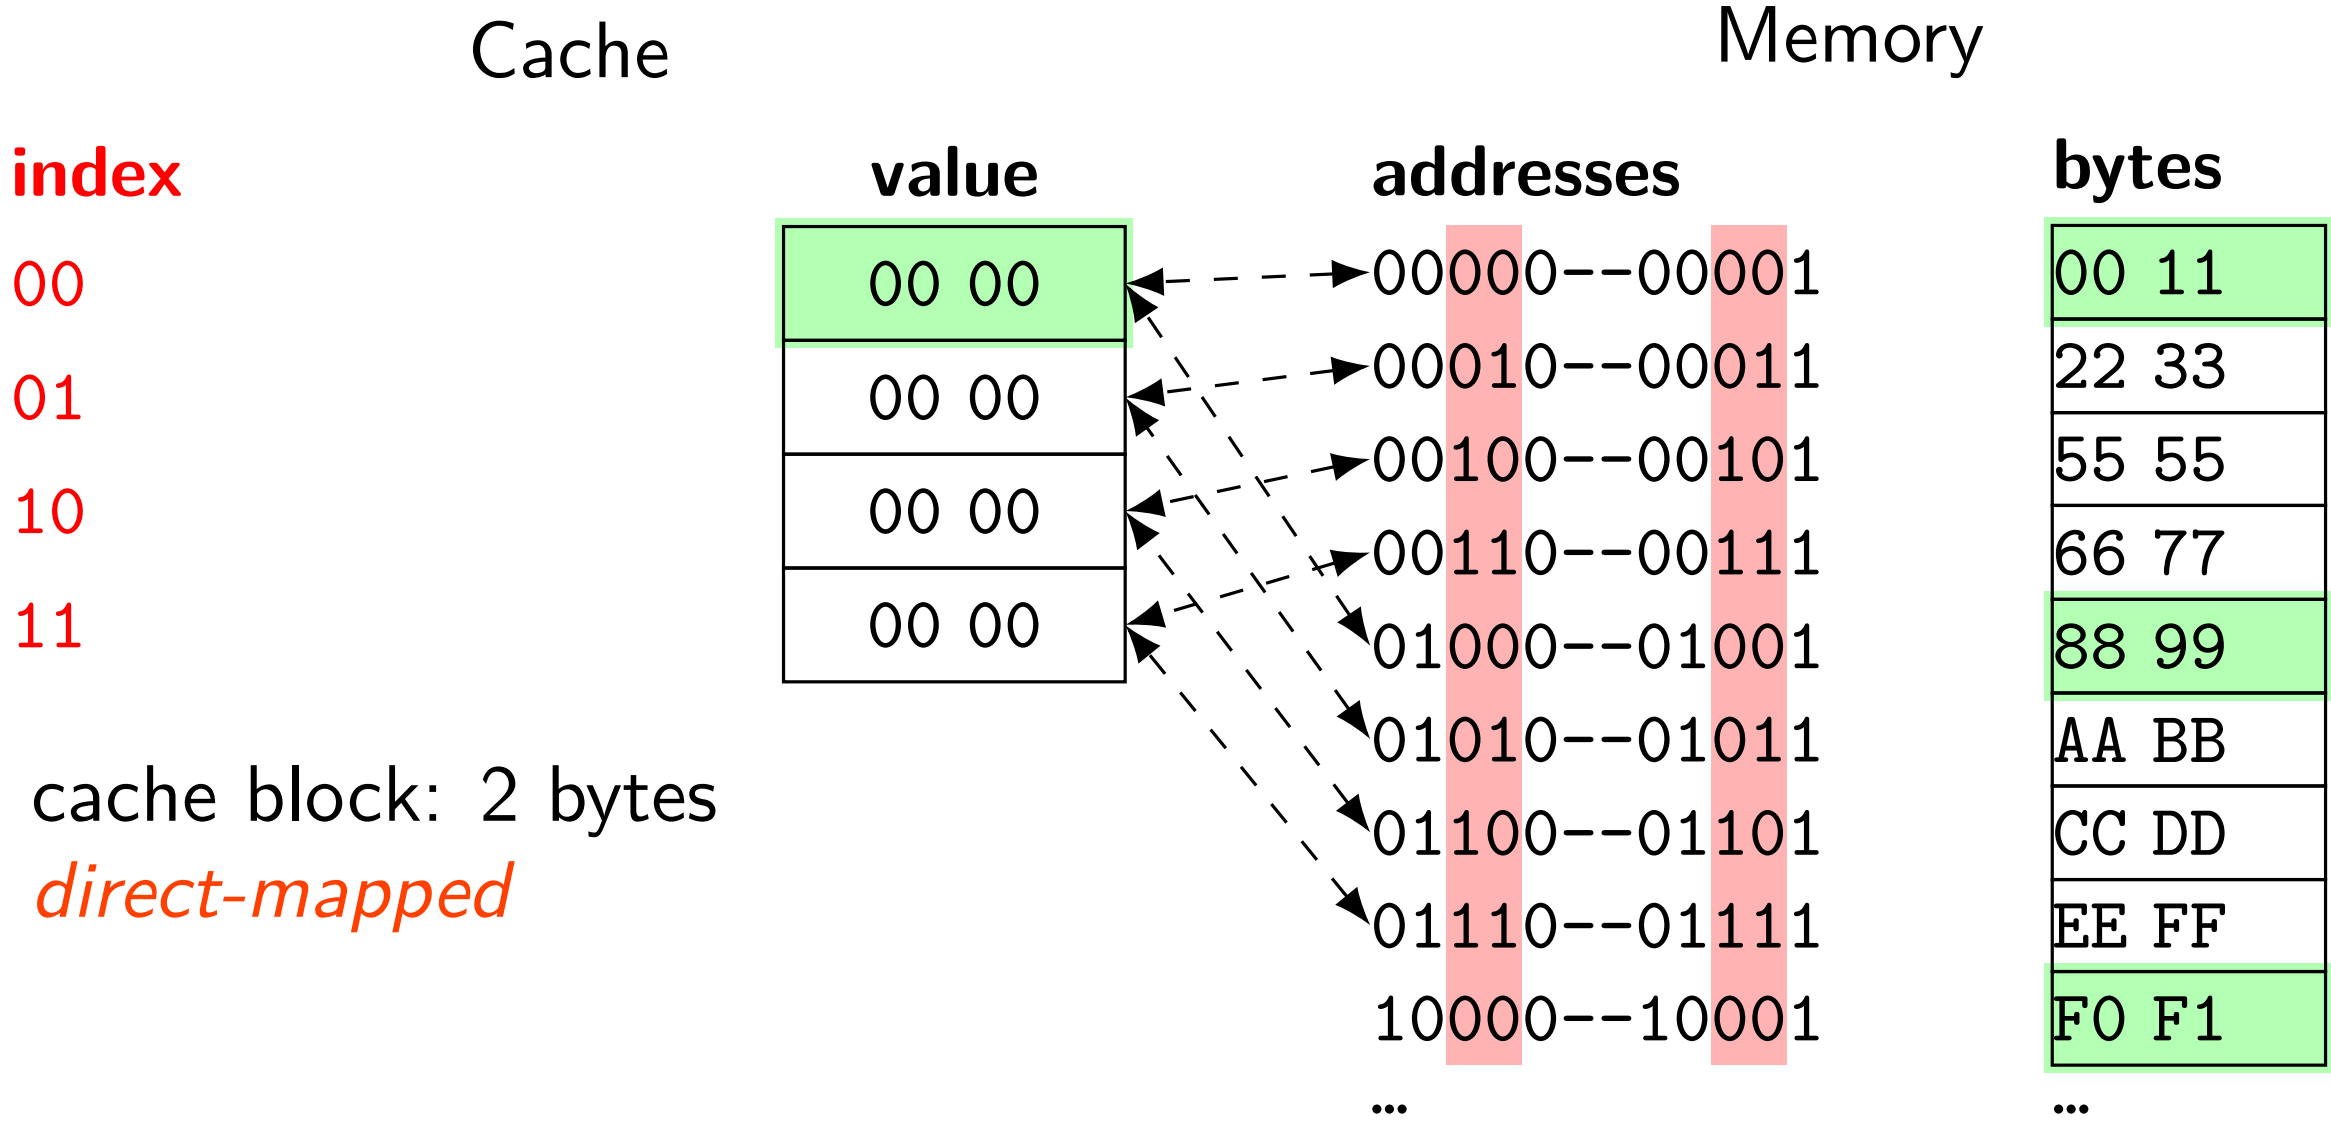 Cache Memory
index value addresses bytes
00 00 00 00000--00001 00 11
01 00 00 00010--00011 22 33
10 00 00 00100--00101 55 55
11 00 00 00110--00111 66 77
01000--01001 88 99
01010--01011 AA BB
cache block: 2 bytes
01100--01101 CC DD
direct-mapped
01110--01111 EE FF
10000--10001 F0 F1
… …